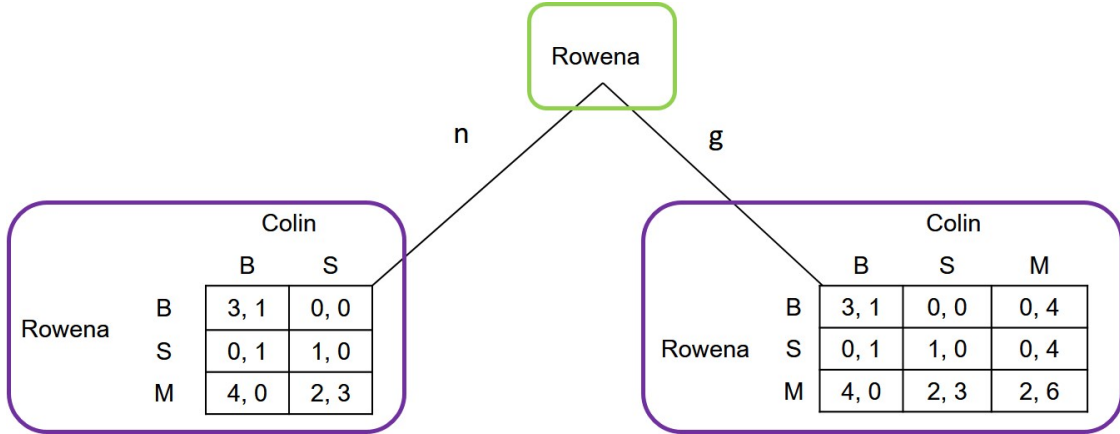 Rowena
n
g
Colin
B S
B 3, 1 0, 0
Rowena
S 0, 1 1, 0
M 4, 0 2, 3
Colin
B S M
B 3, 1 0, 0 0, 4
Rowena S 0, 1 1, 0 0, 4
M 4, 0 2, 3 2, 6